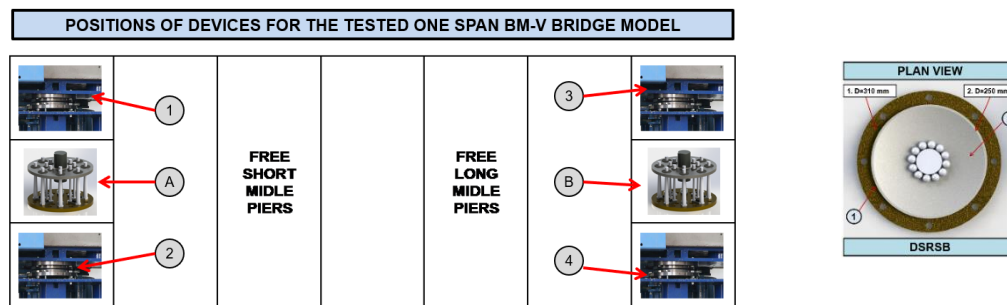 POSITIONS OF DEVICES FOR THE TESTED ONE SPAN BM-V BRIDGE MODEL
1
A
2
FREE
SHORT
MIDLE
PIERS
FREE
LONG
MIDLE
PIERS
3
B
4
PLAN VIEW
1. D=310 mm
2. D=250 mm
1
DSRSB